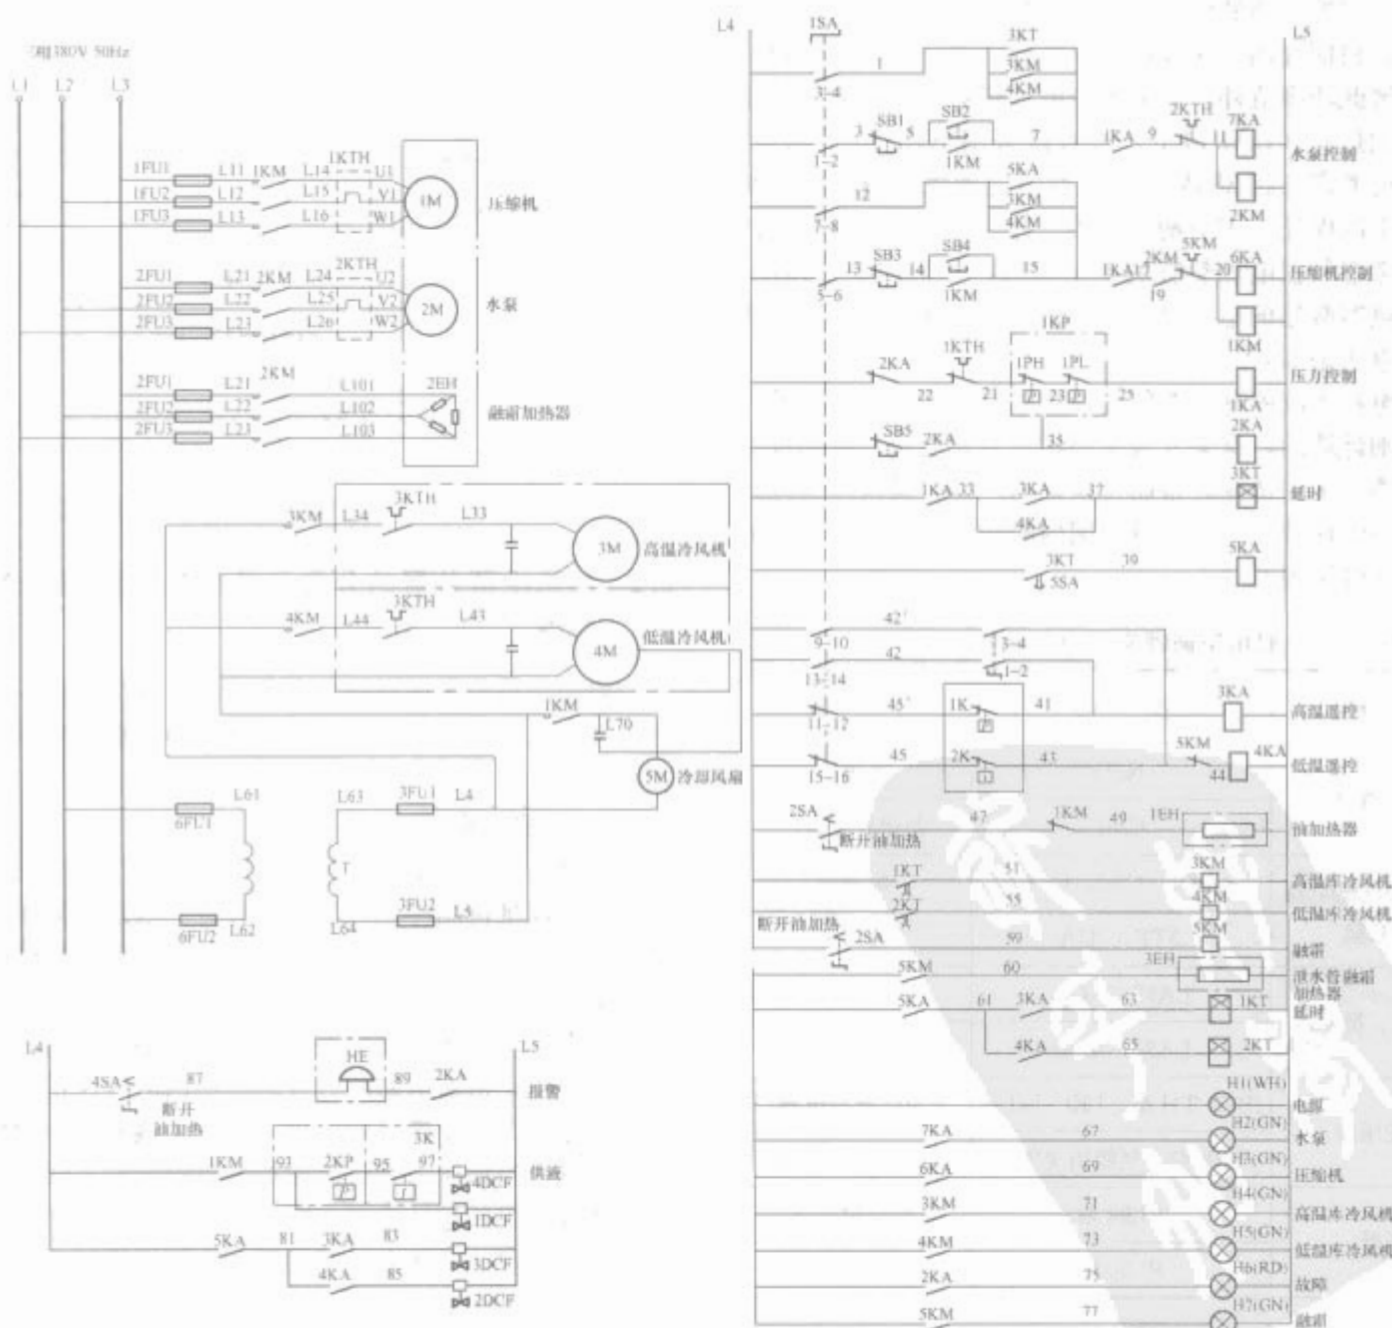 380V 50Hz
L1
L2
L3
1FU1
L11
1KM
L14
1KTH
U1
1FU2
L12
L15
V1
1M
压缩机
1FU3
L13
L16
W1
2FU1
L21
2KM
L24
2KTH
U2
2FU2
L22
L25
V2
2M
水泵
2FU3
L23
L26
W2
2FU1
L21
2KM
L101
2EH
2FU2
L22
L102
融霜加热器
2FU3
L23
L103
3KM
L34
3KTH
L33
3M
高温冷风机
4KM
L44
3KTH
L43
4M
低温冷风机
1KM
L70
5M
冷却风扇
6FU1
L61
L63
3FU1
L4
T
6FU2
L62
L64
3FU2
L5
L4
L5
4SA
87
HE
89
2KA
报警
断开
油加热
1KM
93
2KP
95
3K
97
4DCF
供液
1DCF
5KA
81
3KA
83
3DCF
4KA
85
2DCF
L4
1SA
L5
1
3KT
3KM
4KM
3-4
1-2
3
SB1
5
SB2
1KM
7
1KA
9
2KTH
11
7KA
水泵控制
2KM
7-8
12
5KA
3KM
4KM
5-6
13
SB3
14
SB4
1KM
15
1KA
17
2KM
19
5KM
20
6KA
压缩机控制
1KM
2KA
22
1KTH
21
1KP
1PH
P
23
1PL
P
25
1KA
压力控制
SB5
2KA
35
2KA
1KA
33
3KA
37
3KT
延时
4KA
3KT
5SA
39
5KA
9-10
42'
3-4
13-14
42
1-2
11-12
45'
1K
41
3KA
高温遥控
15-16
45
2K
43
5KM
44
4KA
低温遥控
2SA
断开油加热
47
1KM
49
1EH
油加热器
1KT
51
3KM
高温库冷风机
2KT
55
4KM
低温库冷风机
断开油加热
2SA
59
5KM
融霜
5KM
60
3EH
泄水管融霜
加热器
5KA
61
3KA
63
1KT
延时
4KA
65
2KT
H1(WH)
电源
7KA
67
H2(GN)
水泵
6KA
69
H3(GN)
压缩机
3KM
71
H4(GN)
高温库冷风机
4KM
73
H5(GN)
低温库冷风机
2KA
75
H6(RD)
故障
5KM
77
H7(GN)
融霜